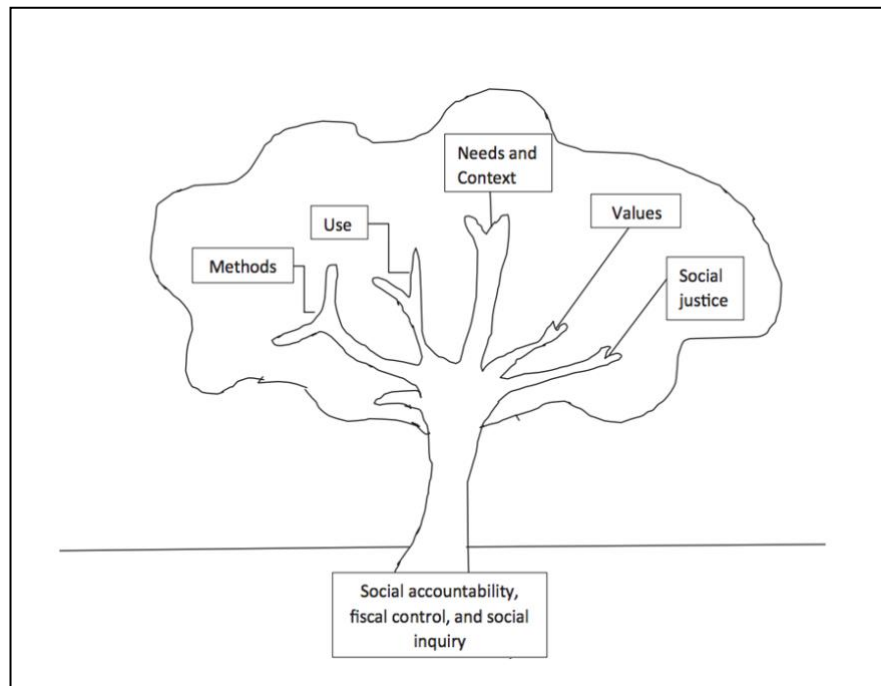 Needs and
Context
Use
Values
Methods
Social
justice
Social accountability,
fiscal control, and social
inquiry